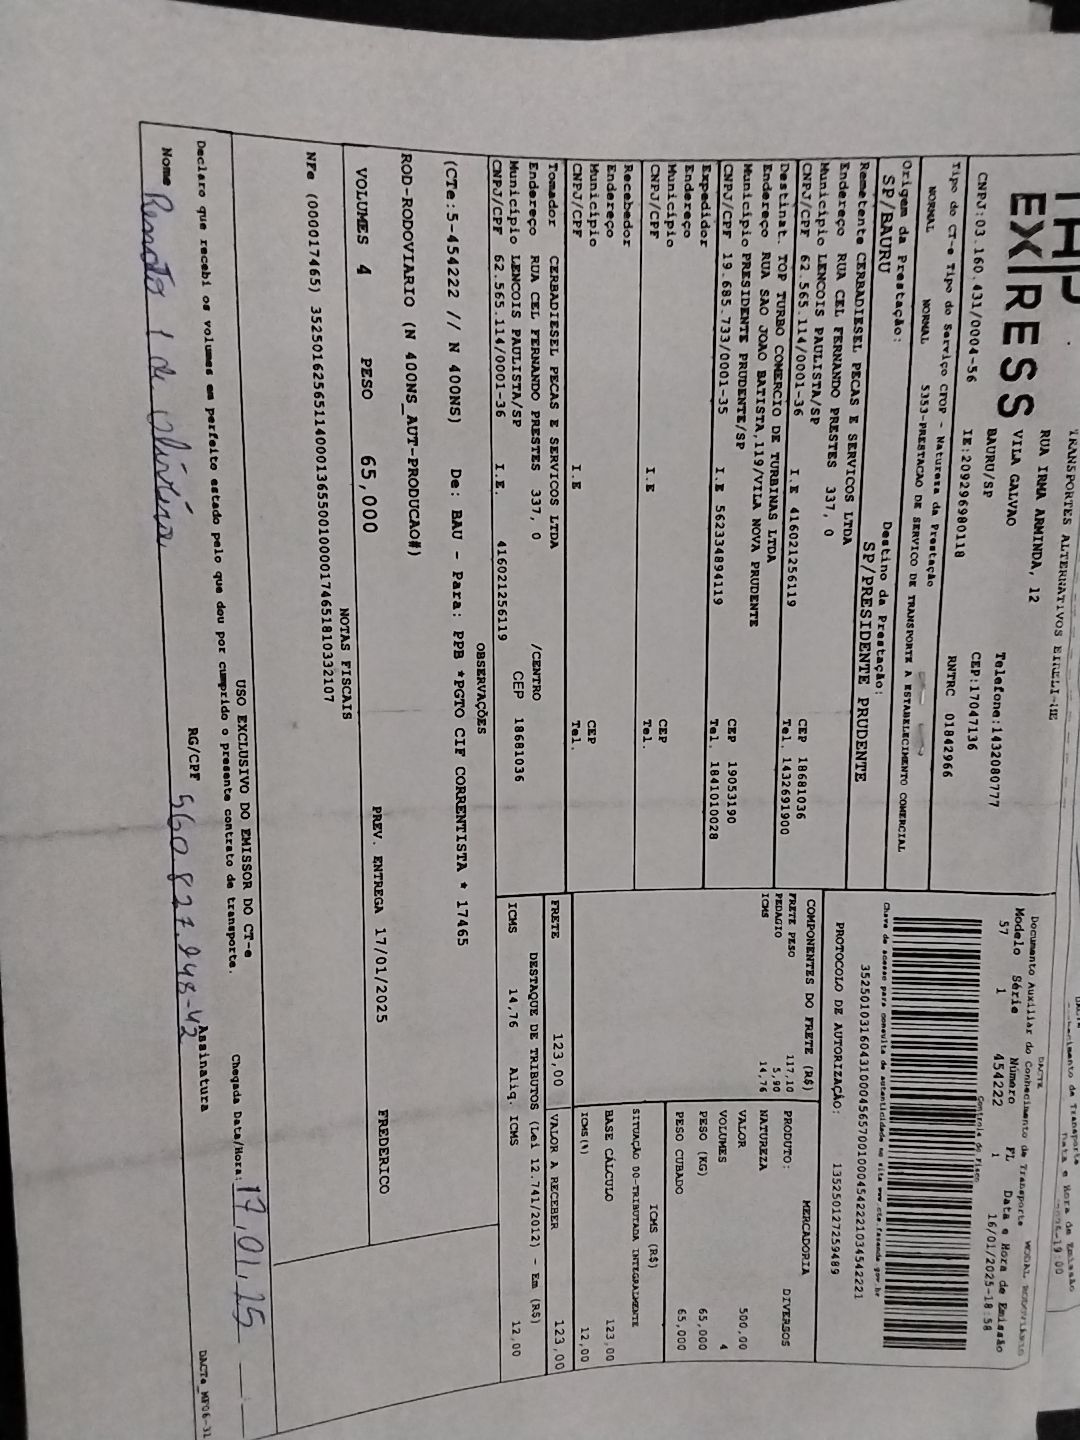 TRANSPORTES ALTERNATIVOS EIRELI-ME
EX|RESS
RUA IRMA ARMINDA, 12
VILA GALVAO
BAURU/SP
Telefone:1432080777
CEP:17047136
CNPJ:03.160.431/0004-56
IE:209296980118
RNTRC 01842966
Tipo do CT-e Tipo do Serviço CFOP - Natureza da Prestação
NORMAL NORMAL 5353-PRESTACAO DE SERVICO DE TRANSPORTE A ESTABELECIMENTO COMERCIAL
Origem da Prestação: Destino da Prestação:
SP/BAURU SP/PRESIDENTE PRUDENTE
Remetente CERBADIESEL PECAS E SERVICOS LTDA
Endereço RUA CEL FERNANDO PRESTES 337, 0
Município LENCOIS PAULISTA/SP CEP 18681036
CNPJ/CPF 62.565.114/0001-36 I.E 416021256119 Tel. 1432691900
Destinat. TOP TURBO COMERCIO DE TURBINAS LTDA
Endereço RUA SAO JOAO BATISTA,119/VILA NOVA PRUDENTE
Município PRESIDENTE PRUDENTE/SP CEP 19053190
CNPJ/CPF 19.685.733/0001-35 I.E 562334894119 Tel. 1841010028
Expedidor
Endereço
Município CEP
CNPJ/CPF I.E Tel.
Recebedor
Endereço
Município CEP
CNPJ/CPF I.E Tel.
Tomador CERBADIESEL PECAS E SERVICOS LTDA
Endereço RUA CEL FERNANDO PRESTES 337, 0 /CENTRO
Município LENCOIS PAULISTA/SP CEP 18681036
CNPJ/CPF 62.565.114/0001-36 I.E. 416021256119
DACTE
Documento Auxiliar do Conhecimento de Transporte MODAL RODOVIÁRIO
Modelo Série Número FL Data e Hora de Emissão
57 1 454222 1 16/01/2025-18:58
Controle do Fisco
Chave de acesso para consulta de autenticidade no site www.cte.fazenda.gov.br
35250103160431000456570010004542221034542221
PROTOCOLO DE AUTORIZAÇÃO: 135250127259489
COMPONENTES DO FRETE (R$)
FRETE PESO 117,10
PEDAGIO 5,90
ICMS 14,76
MERCADORIA
PRODUTO: DIVERSOS
NATUREZA
VALOR 500,00
VOLUMES 4
PESO (KG) 65,000
PESO CUBADO 65,000
ICMS (R$)
SITUAÇÃO 00-TRIBUTADA INTEGRALMENTE
BASE CÁLCULO 123,00
ICMS(%) 12,00
FRETE 123,00 VALOR A RECEBER 123,00
DESTAQUE DE TRIBUTOS (Lei 12.741/2012) - Em (R$)
ICMS 14,76 Aliq. ICMS 12,00
OBSERVAÇÕES
(CTe:5-454222 // N 400NS) De: BAU - Para: PPB *PGTO CIF CORRENTISTA * 17465
ROD-RODOVIARIO (N 400NS_AUT-PRODUCAO#)
VOLUMES 4 PESO 65,000 PREV. ENTREGA 17/01/2025 FREDERICO
NOTAS FISCAIS
NFe (000017465) 35250162565114000136550010000174651810332107
USO EXCLUSIVO DO EMISSOR DO CT-e
Declaro que recebi os volumes em perfeito estado pelo que dou por cumprido o presente contrato de transporte.
Chegada Data/Hora: 17,01,25
Nome Renato
RG/CPF
Assinatura
DACTe_MP06-3L